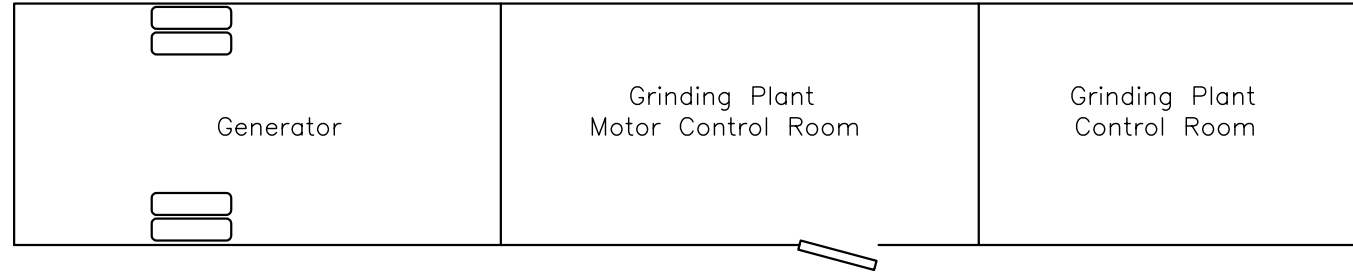 Generator
Grinding Plant
Motor Control Room
Grinding Plant
Control Room